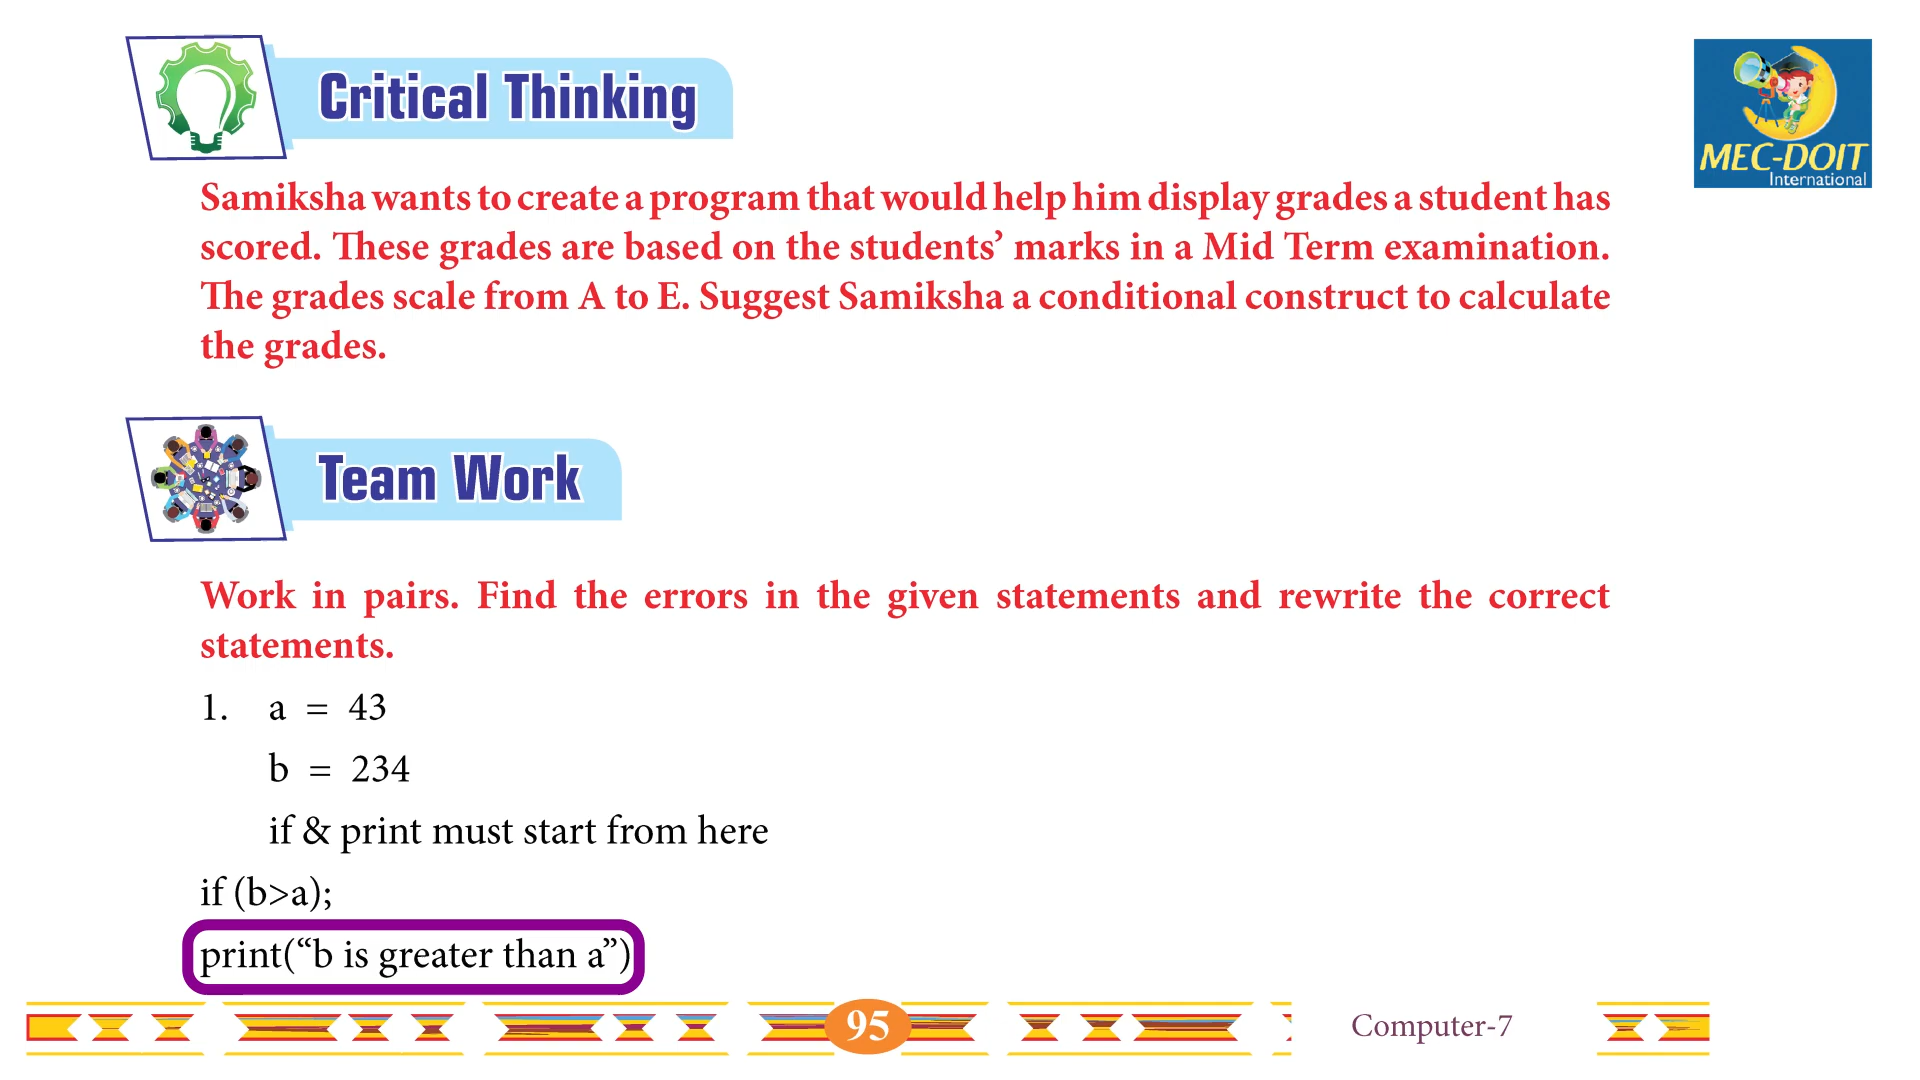 Critical Thinking
MEC-DOIT
International
Samiksha wants to create a program that would help him display grades a student has
scored. These grades are based on the students’ marks in a Mid Term examination.
The grades scale from A to E. Suggest Samiksha a conditional construct to calculate
the grades.
Team Work
Work in pairs. Find the errors in the given statements and rewrite the correct
statements.
1. a = 43
b = 234
if & print must start from here
if (b>a);
print(“b is greater than a”)
95
Computer-7